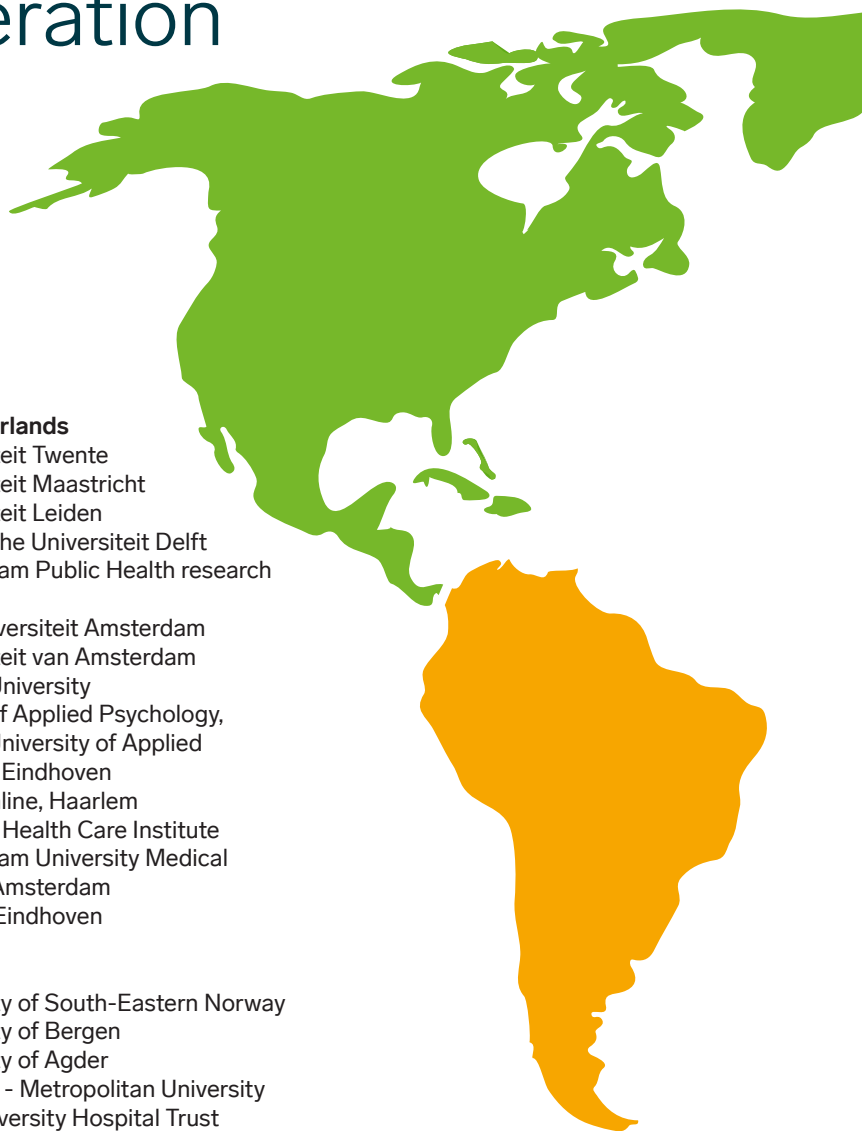 eration
rlands
eit Twente
eit Maastricht
eit Leiden
he Universiteit Delft
am Public Health research
versiteit Amsterdam
eit van Amsterdam
University
f Applied Psychology,
University of Applied
Eindhoven
line, Haarlem
Health Care Institute
am University Medical
Amsterdam
Eindhoven
y of South-Eastern Norway
y of Bergen
y of Agder
- Metropolitan University
versity Hospital Trust